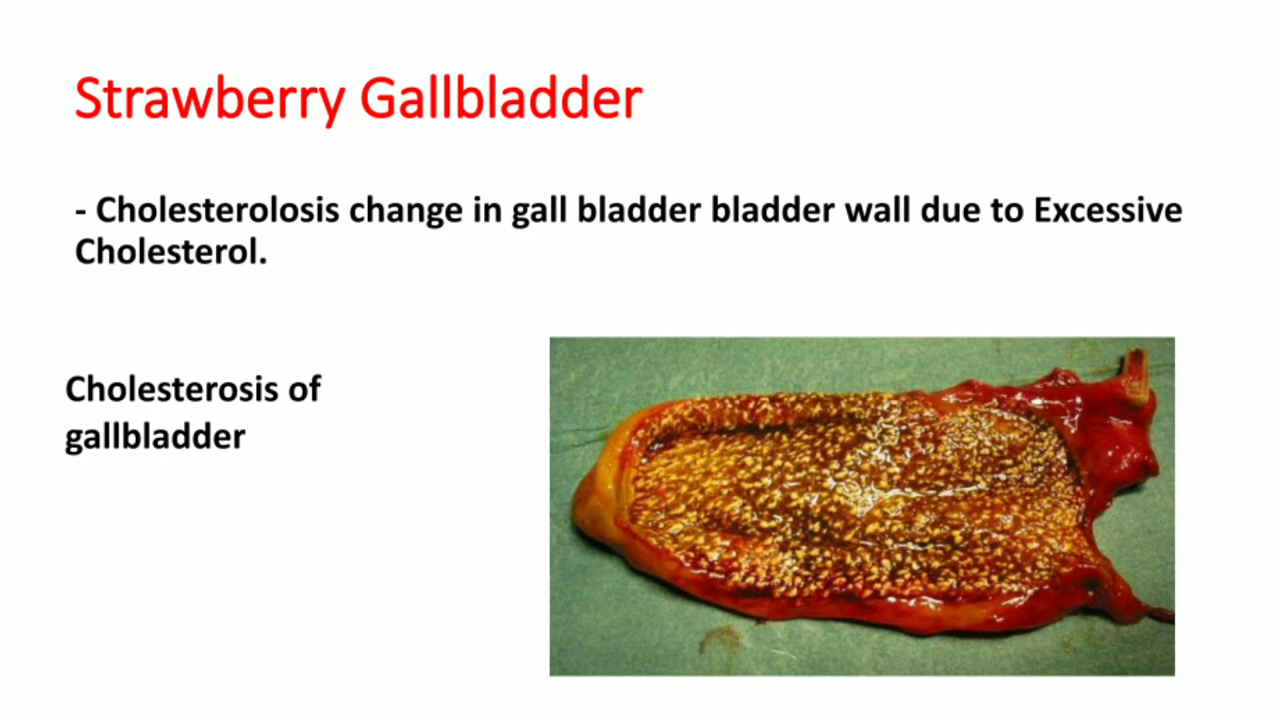 Strawberry Gallbladder
- Cholesterolosis change in gall bladder bladder wall due to Excessive
Cholesterol.
Cholesterosis of
gallbladder